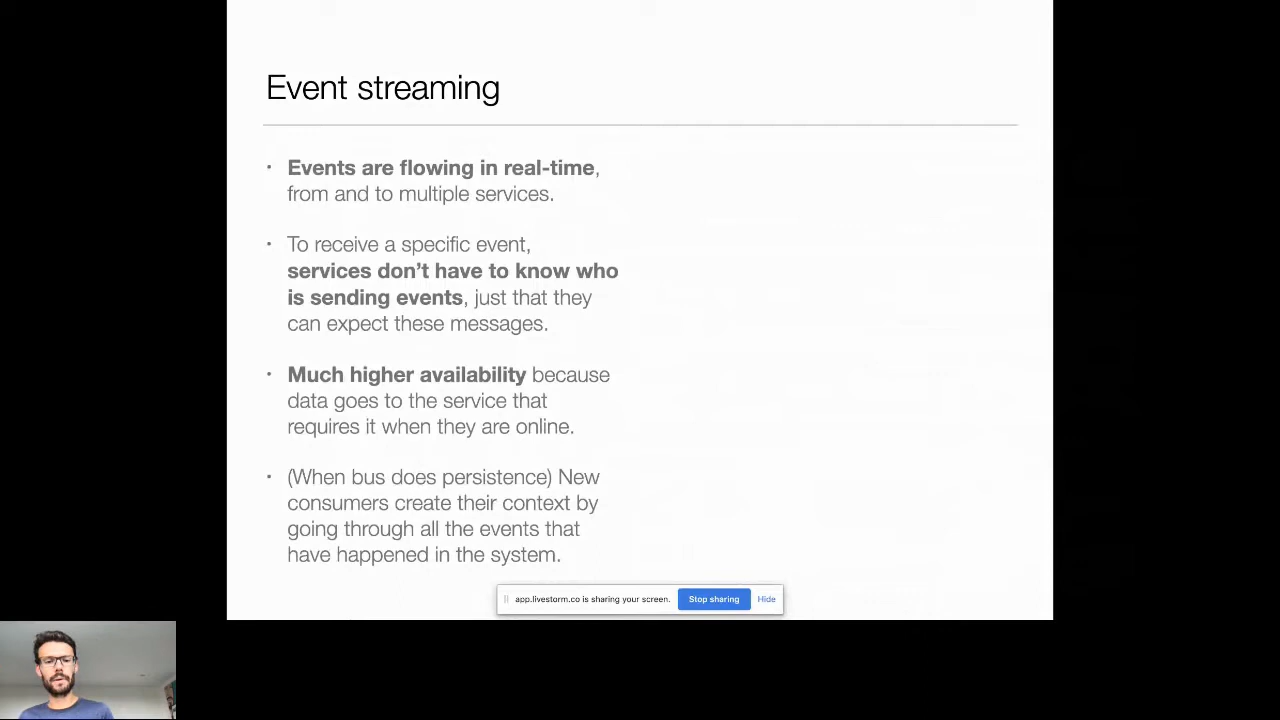 Event streaming
• Events are flowing in real-time,
from and to multiple services.
• To receive a specific event,
services don’t have to know who
is sending events, just that they
can expect these messages.
• Much higher availability because
data goes to the service that
requires it when they are online.
• (When bus does persistence) New
consumers create their context by
going through all the events that
have happened in the system.
app.livestorm.co is sharing your screen. Stop sharing Hide